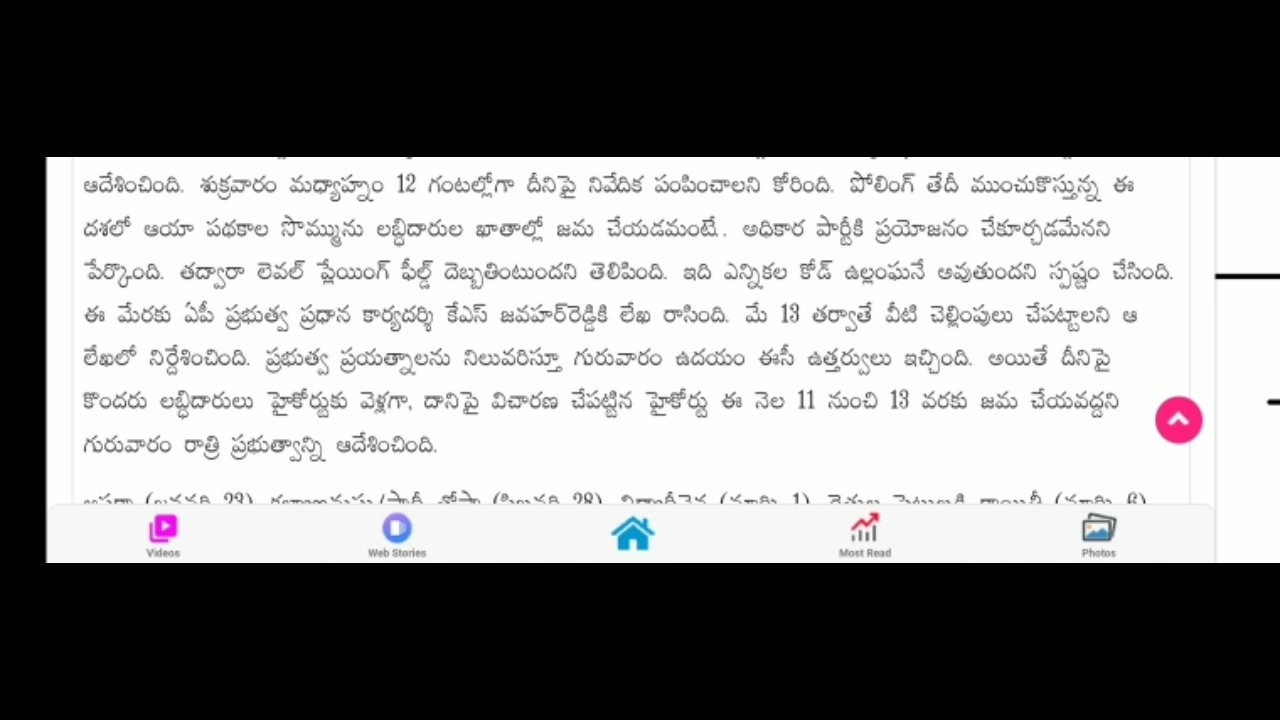 ఆదేశించింది. శుక్రవారం మధ్యాహ్నం 12 గంటల్లోగా దీనిపై నివేదిక పంపించాలని కోరింది. పోలింగ్ తేదీ ముంచుకొస్తున్న ఈ
దశలో ఆయా పథకాల సొమ్మును లబ్ధిదారుల ఖాతాల్లో జమ చేయడమంటే.. అధికార పార్టీకి ప్రయోజనం చేకూర్చడమేనని
పేర్కొంది. తద్వారా లెవల్ ప్లేయింగ్ ఫీల్డ్ దెబ్బతింటుందని తెలిపింది. ఇది ఎన్నికల కోడ్ ఉల్లంఘనే అవుతుందని స్పష్టం చేసింది.
ఈ మేరకు ఏపీ ప్రభుత్వ ప్రధాన కార్యదర్శి కేఎస్ జవహర్‌రెడ్డికి లేఖ రాసింది. మే 13 తర్వాతే వీటి చెల్లింపులు చేపట్టాలని ఆ
లేఖలో నిర్దేశించింది. ప్రభుత్వ ప్రయత్నాలను నిలువరిస్తూ గురువారం ఉదయం ఈసీ ఉత్తర్వులు ఇచ్చింది. అయితే దీనిపై
కొందరు లబ్ధిదారులు హైకోర్టుకు వెళ్లగా, దానిపై విచారణ చేపట్టిన హైకోర్టు ఈ నెల 11 నుంచి 13 వరకు జమ చేయవద్దని
గురువారం రాత్రి ప్రభుత్వాన్ని ఆదేశించింది.
Videos Web Stories Most Read Photos